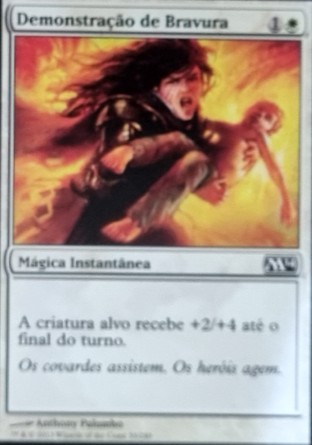 Demonstração de Bravura 1
Mágica Instantânea M14
A criatura alvo recebe +2/+4 até o
final do turno.
Os covardes assistem. Os heróis agem.
Anthony Palumbo